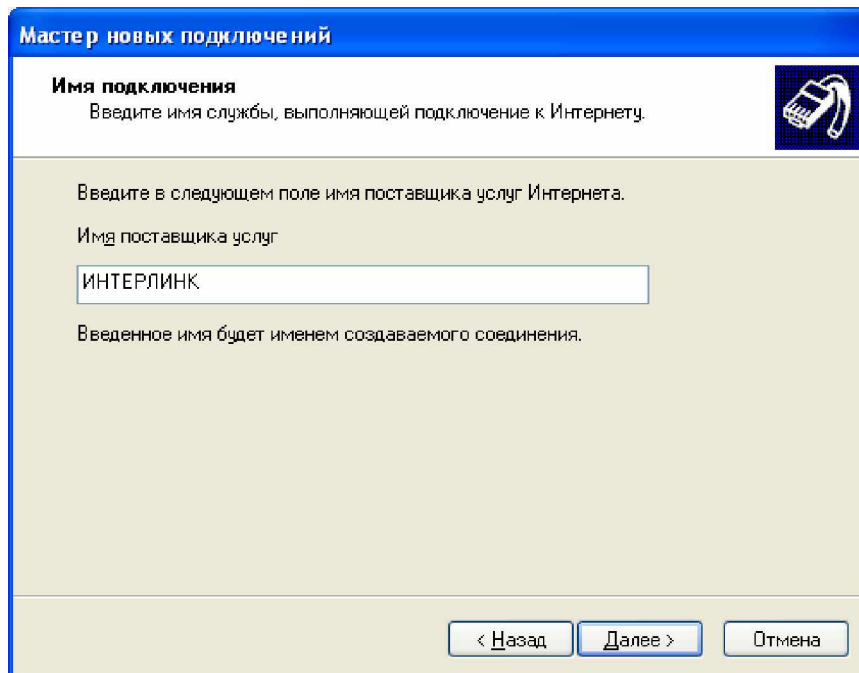 Мастер новых подключений
Имя подключения
Введите имя службы, выполняющей подключение к Интернету.
Введите в следующем поле имя поставщика услуг Интернета.
Имя поставщика услуг
ИНТЕРЛИНК
Введенное имя будет именем создаваемого соединения.
< Назад Далее > Отмена